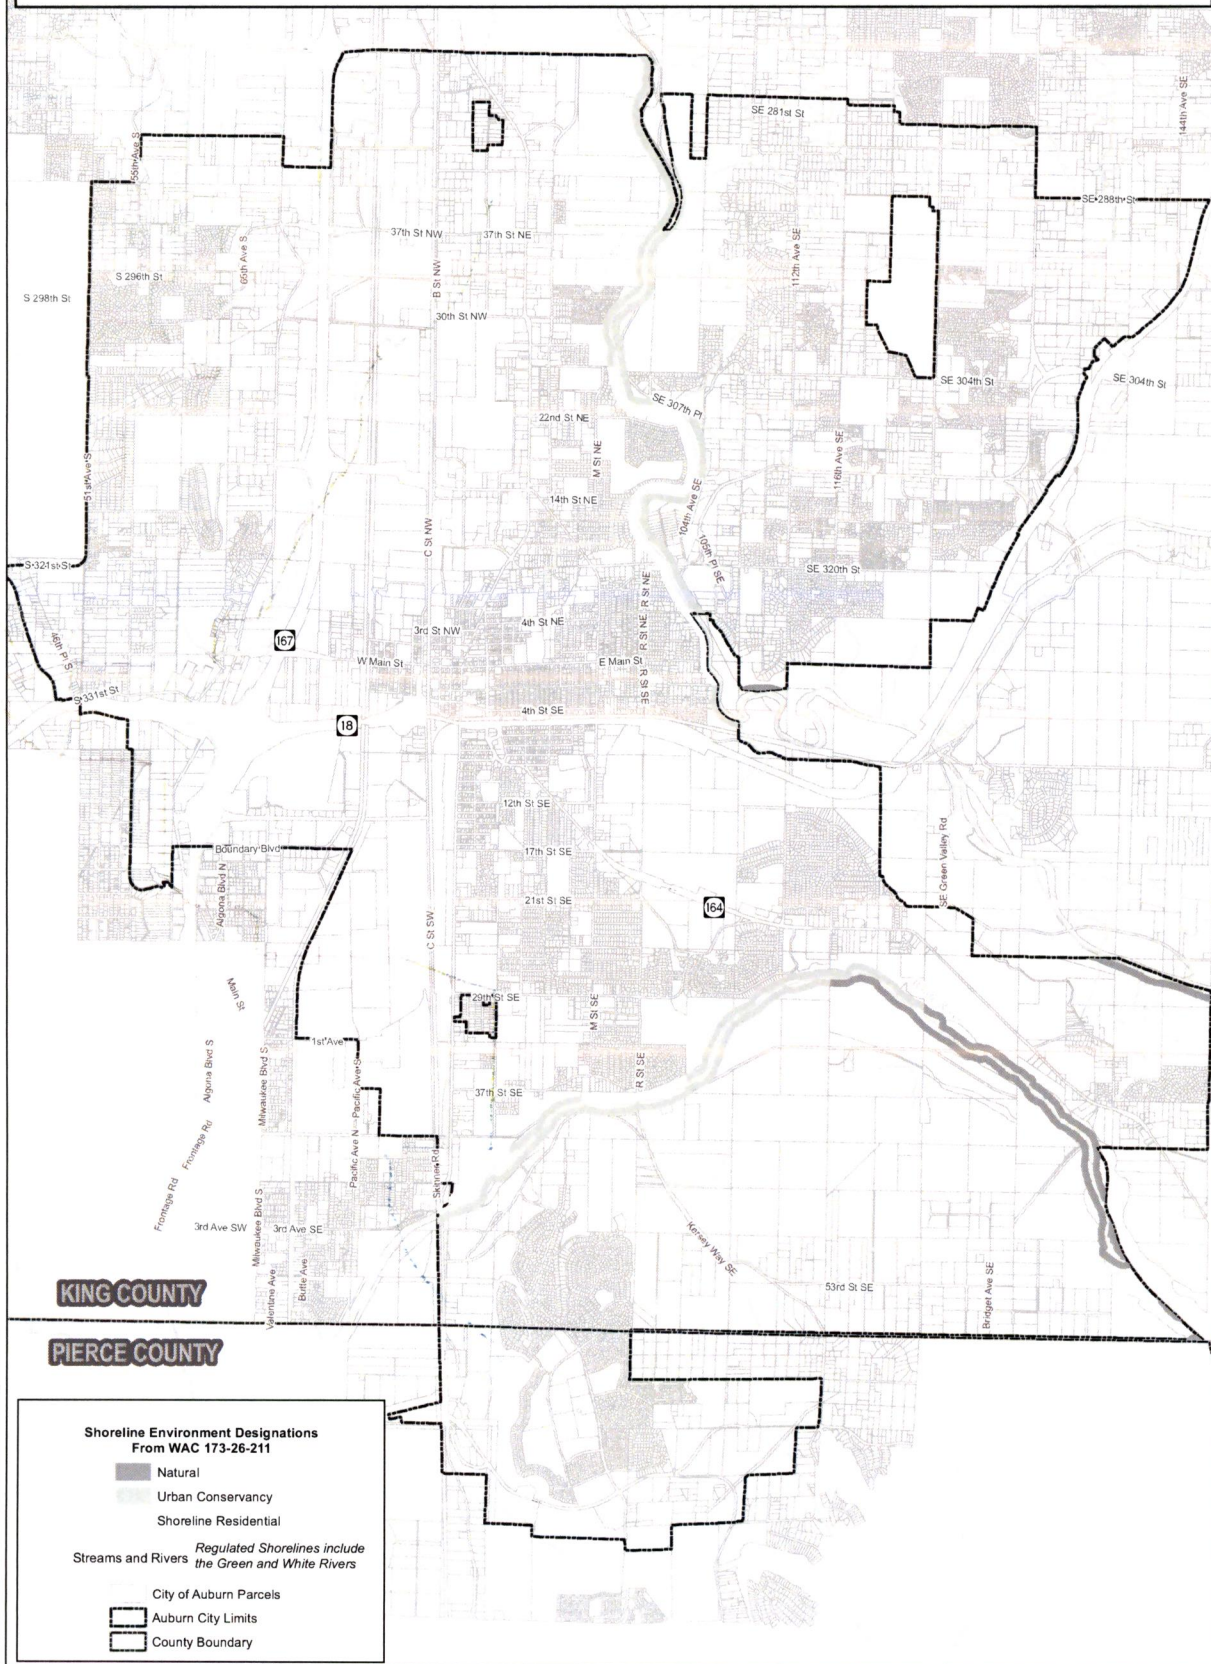 SE 281st St
144th Ave SE
55th Ave S
SE 288th St
37th St NW
37th St NE
65th Ave S
112th Ave SE
S 296th St
B St NW
S 298th St
30th St NW
SE 304th St
SE 304th St
SE 307th Pl
22nd St NE
M St NE
116th Ave SE
51st Ave S
14th St NE
104th Ave SE
C St NW
105th Pl SE
S 321st St
SE 320th St
R St NE
R St NE
4th St NE
3rd St NW
167
46th Pl S
W Main St
E Main St
R St SE
S 331st St
4th St SE
18
12th St SE
SE Green Valley Rd
Boundary Blvd
17th St SE
Algona Blvd N
21st St SE
164
C St SW
Main St
29th St SE
M St SE
1st Ave
Algona Blvd S
Milwaukee Blvd S
Pacific Ave S
R St SE
37th St SE
Frontage Rd
Pacific Ave N
Skinner Rd
Frontage Rd
3rd Ave SW
Milwaukee Blvd S
3rd Ave SE
Kersey Way SE
Valentine Ave
Butte Ave
53rd St SE
Bridget Ave SE
KING COUNTY
PIERCE COUNTY
Shoreline Environment Designations
From WAC 173-26-211
Natural
Urban Conservancy
Shoreline Residential
Streams and Rivers Regulated Shorelines include
the Green and White Rivers
City of Auburn Parcels
Auburn City Limits
County Boundary